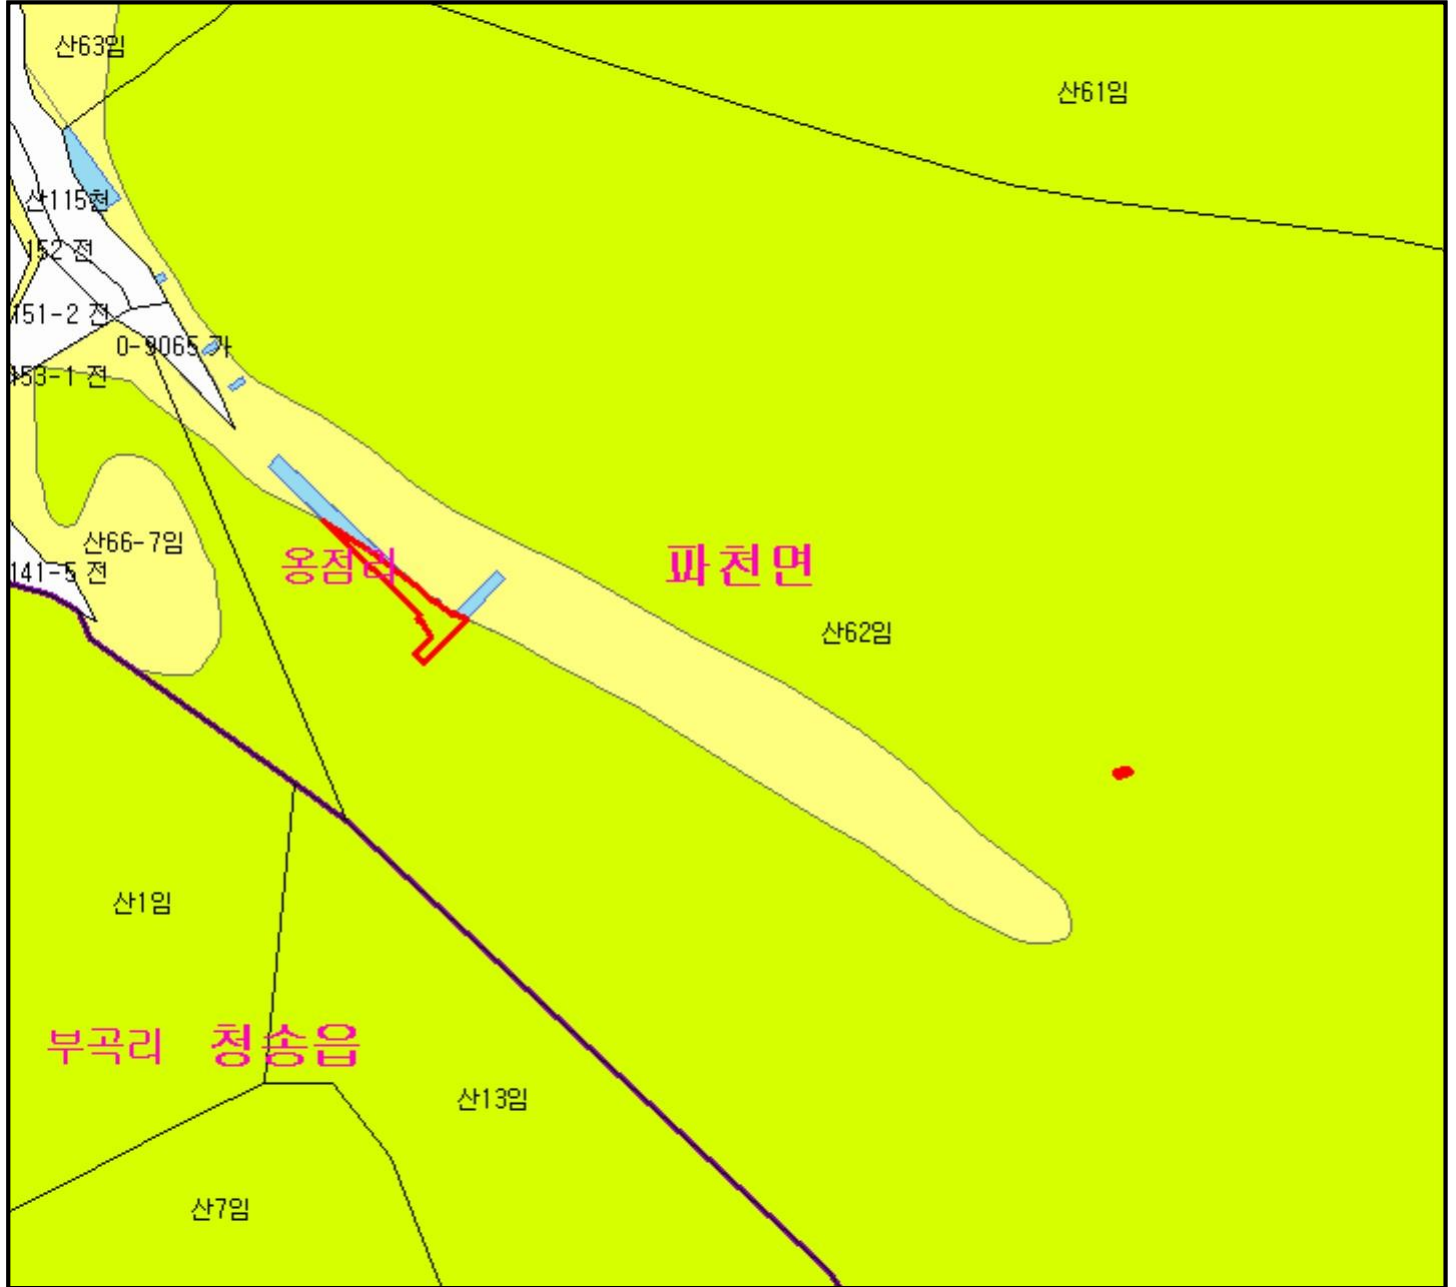 산63임
산61임
산115천
152 전
151-2 전
0-9065 가
153-1 전
산66-7임
옹점리
파천면
141-5 전
산62임
산1임
부곡리 청송읍
산13임
산7임